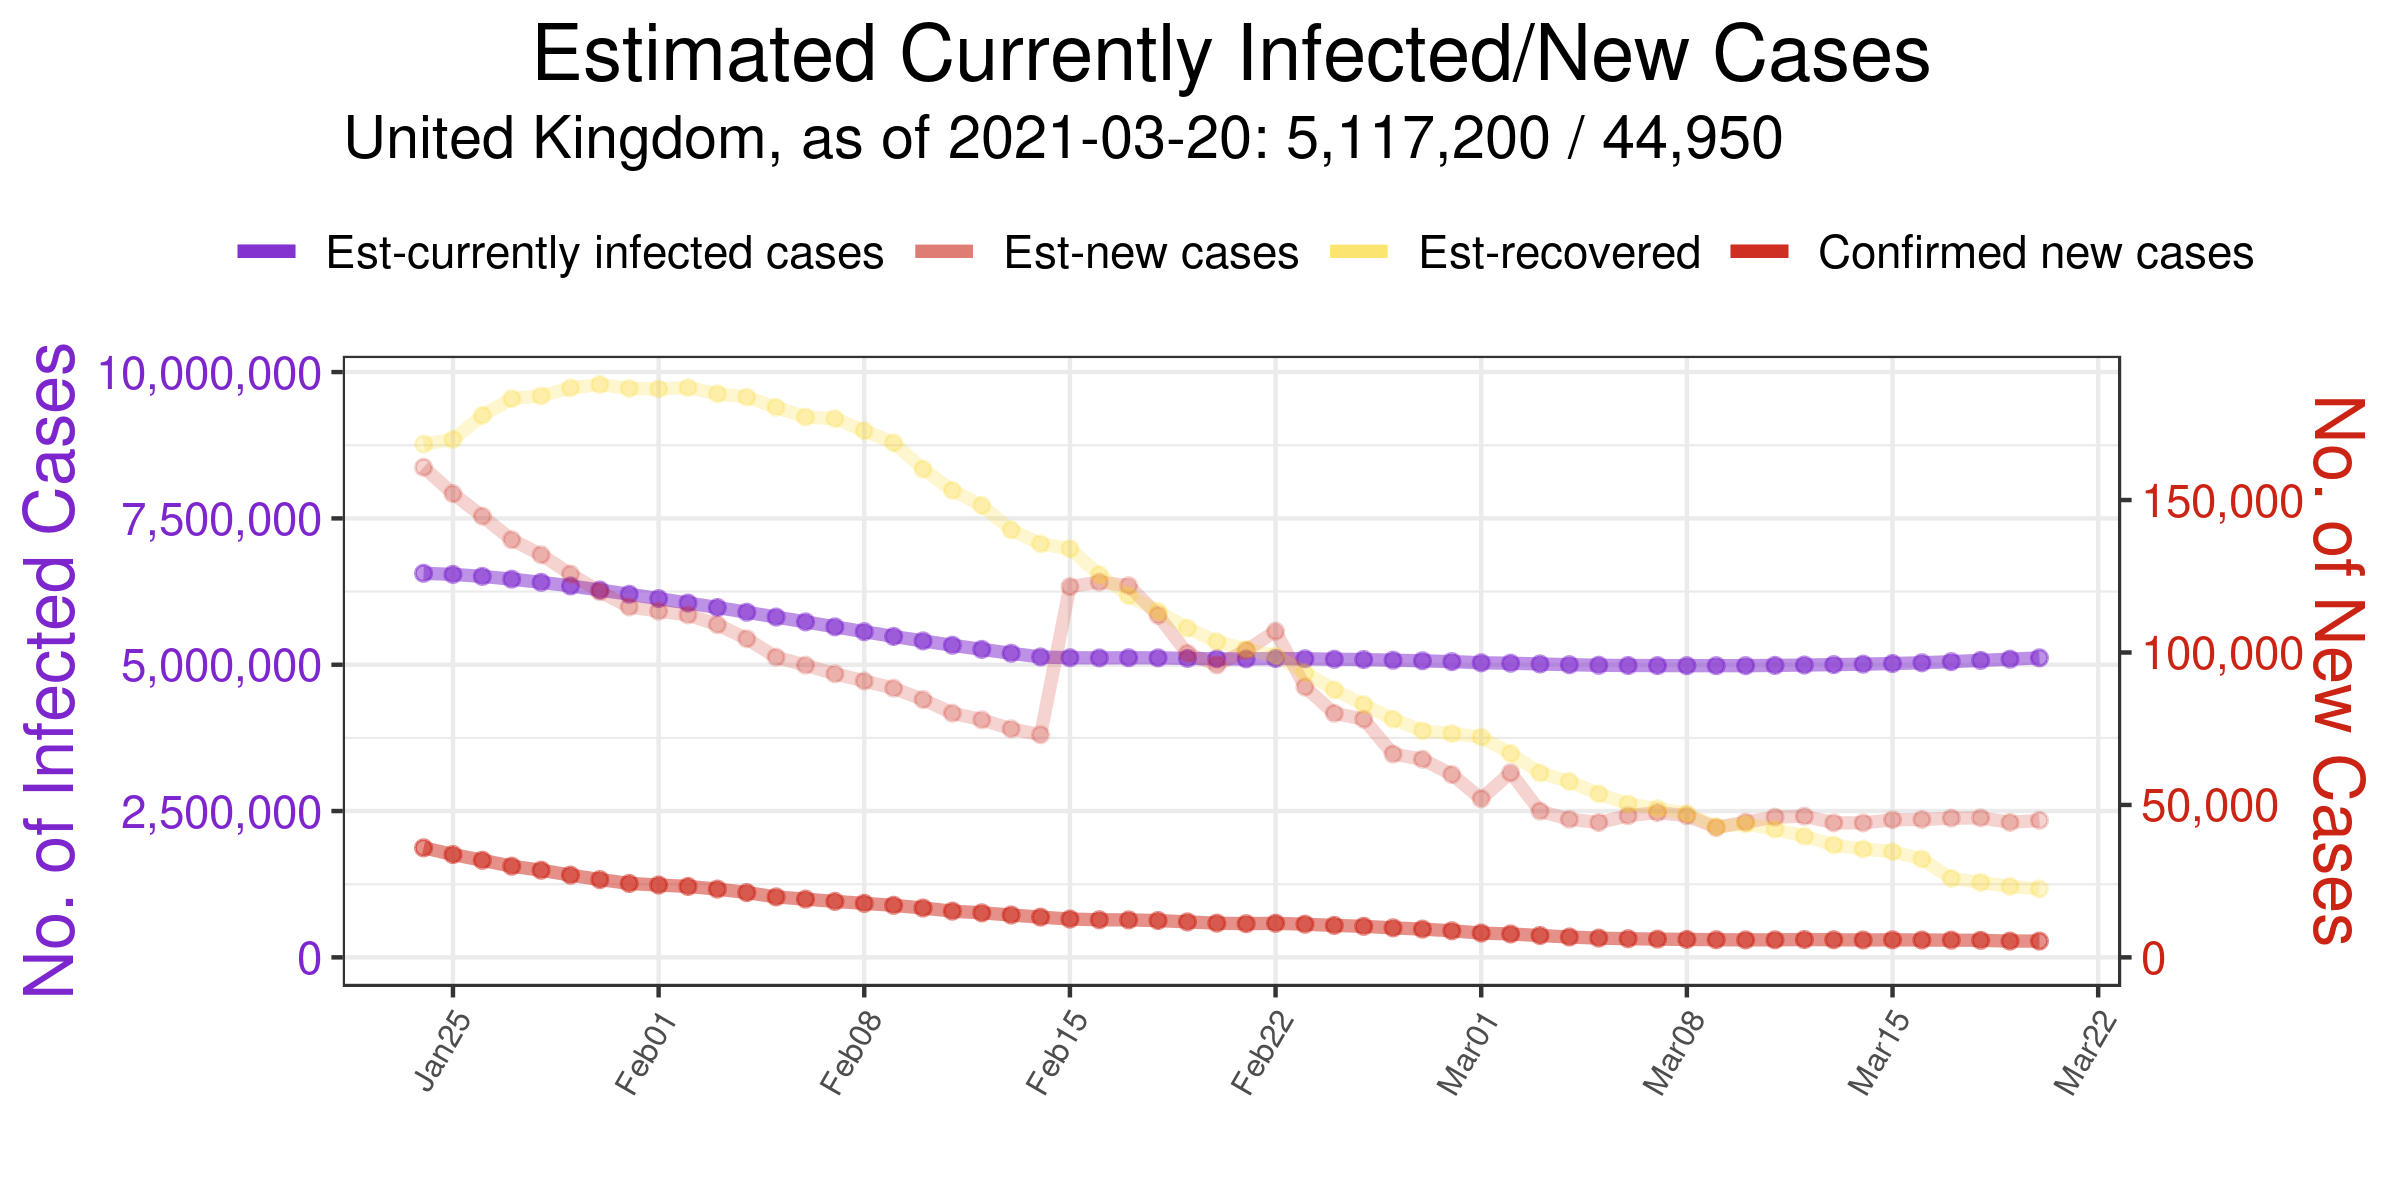 Estimated Currently Infected/New Cases
United Kingdom, as of 2021-03-20: 5,117,200 / 44,950
Est-currently infected cases Est-new cases Est-recovered Confirmed new cases
No. of Infected Cases
10,000,000
7,500,000
5,000,000
2,500,000
0
150,000
100,000
50,000
0
No. of New Cases
Jan25 Feb01 Feb08 Feb15 Feb22 Mar01 Mar08 Mar15 Mar22